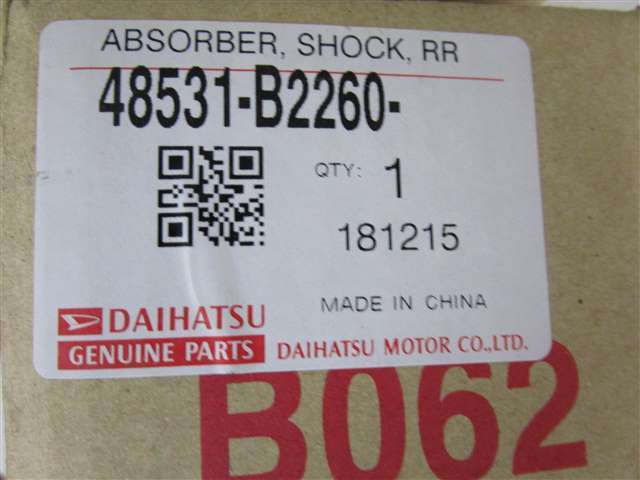 ABSORBER, SHOCK, RR
48531-B2260-
QTY: 1
181215
MADE IN CHINA
DAIHATSU
GENUINE PARTS
DAIHATSU MOTOR CO.,LTD.
B062